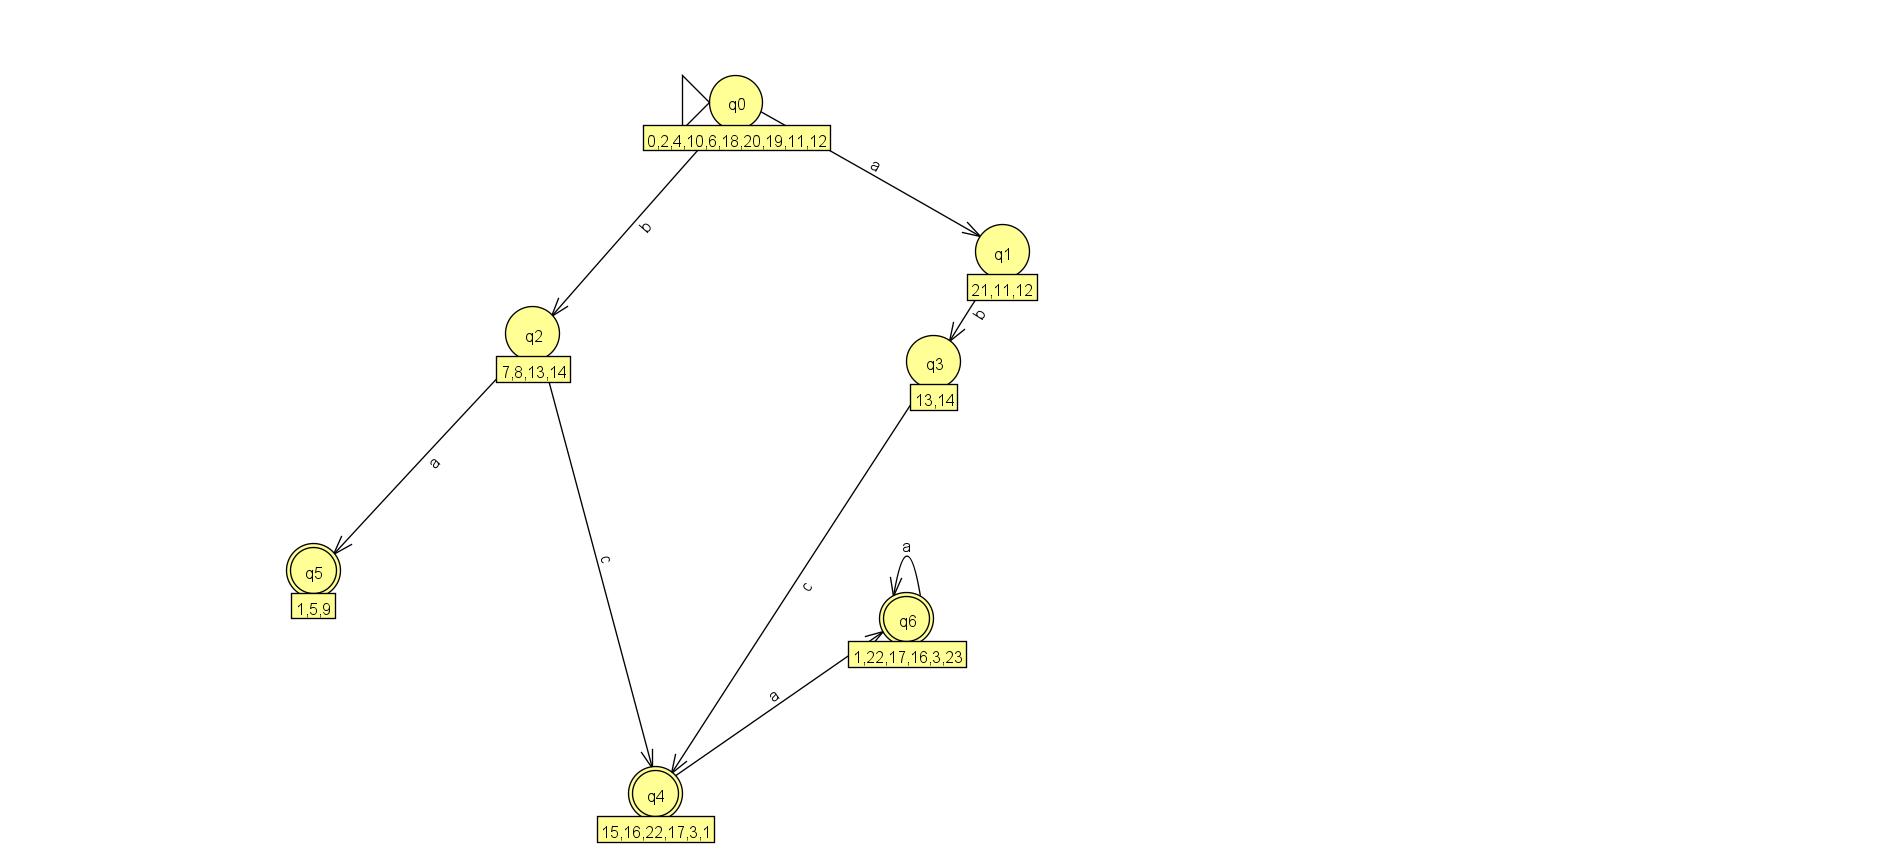 q0
0,2,4,10,6,18,20,19,11,12
a
b
q1
21,11,12
b
q2
7,8,13,14
q3
13,14
a
c
c
a
q5
1,5,9
q6
1,22,17,16,3,23
a
q4
15,16,22,17,3,1